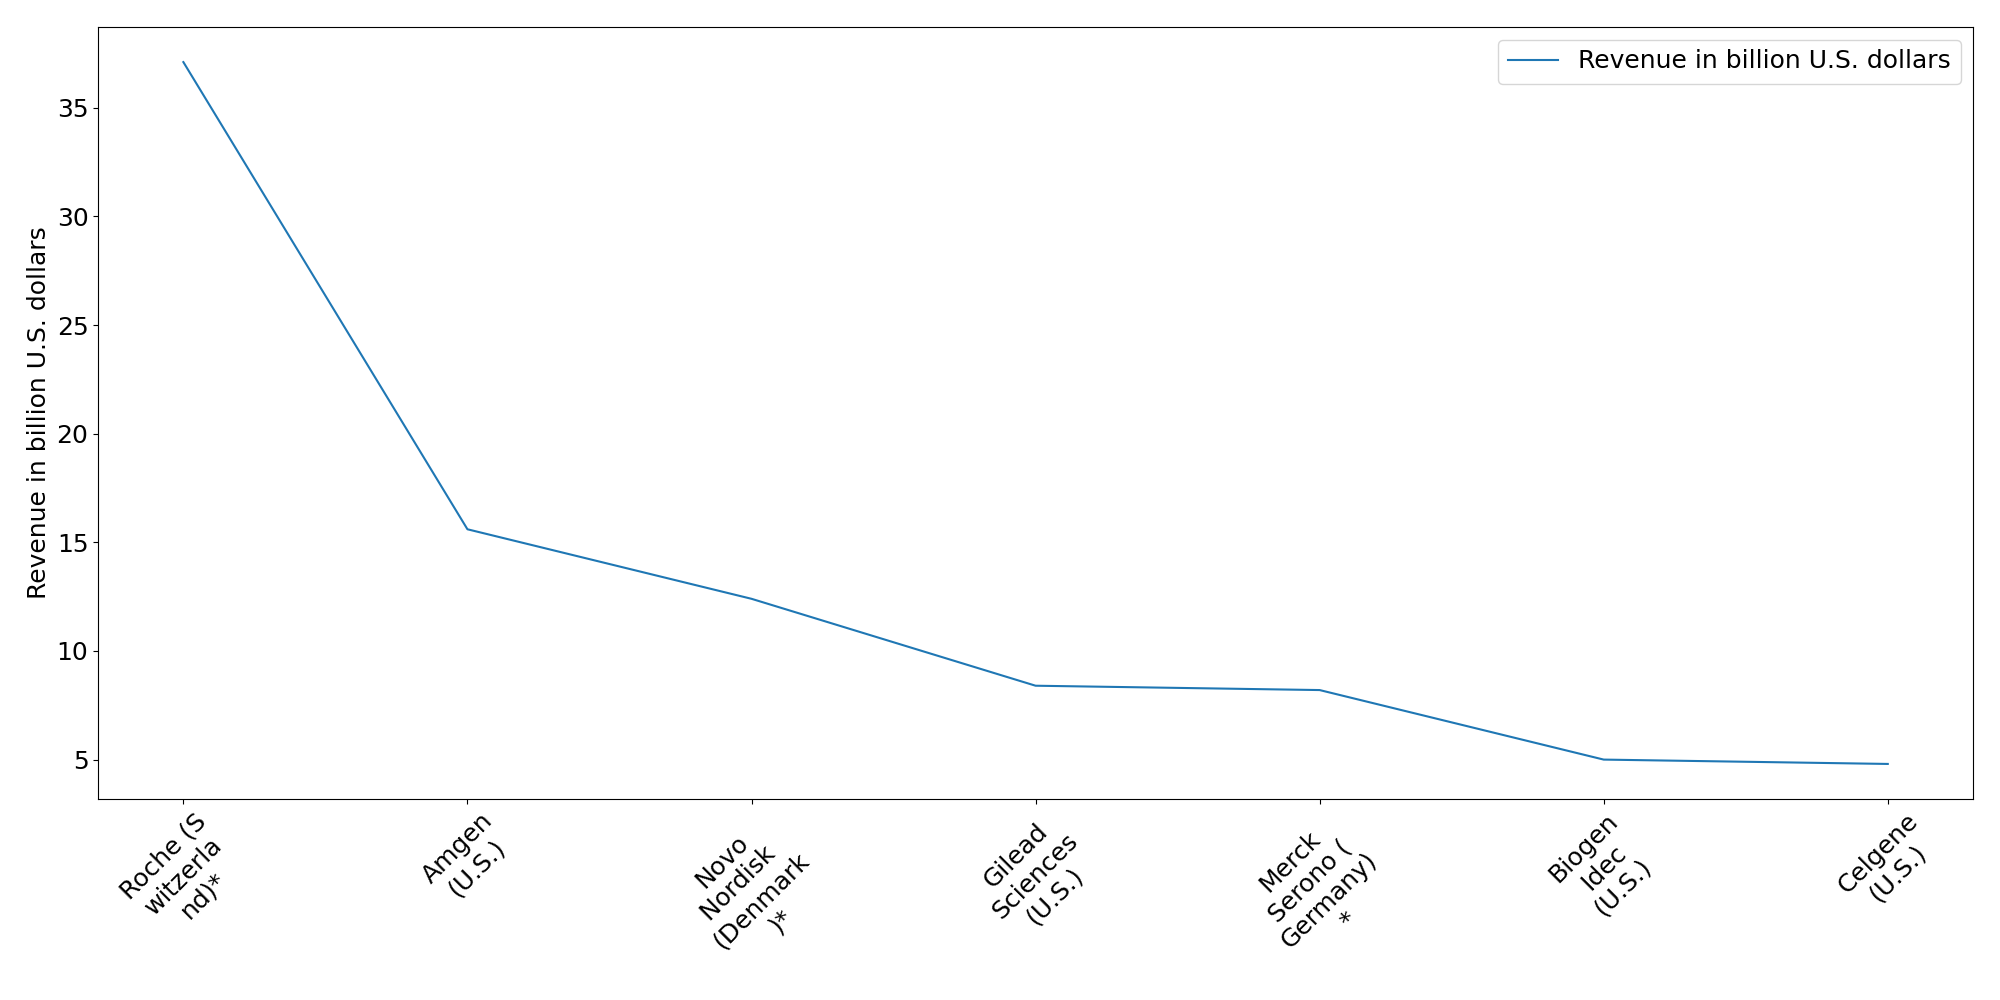 Revenue in billion U.S. dollars
Revenue in billion U.S. dollars
35
30
25
20
15
10
5
Roche (S
witzerla
nd)*
Amgen
(U.S.)
Novo
Nordisk
(Denmark
)*
Gilead
Sciences
(U.S.)
Merck
Serono (
Germany)
*
Biogen
Idec
(U.S.)
Celgene
(U.S.)